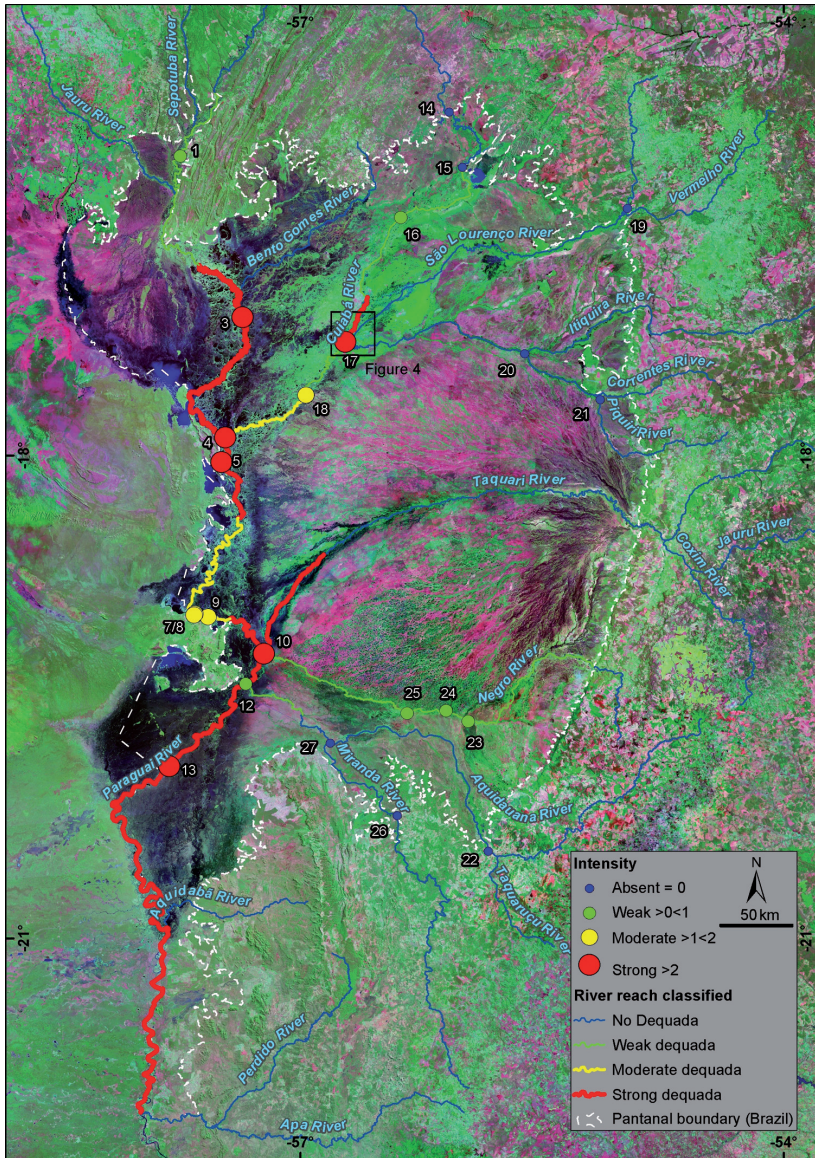 -57°
-54°
Jauru River
Sepotuba River
1
14
15
Bento Gomes River
16
São Lourenço River
Vermelho River
19
3
Cuiabá River
17
Figure 4
Itiquira River
20
Correntes River
21
Piquiri River
18
4
5
-18°
-18°
Taquari River
Coxim River
Jauru River
7/8
9
10
12
25
24
Negro River
23
Paraguai River
13
27
Miranda River
26
Aquidauana River
22
Taquaruçu River
Aquidabã River
-21°
-21°
Perdido River
Apa River
Intensity
Absent = 0
Weak >0<1
Moderate >1<2
Strong >2
N
50 km
River reach classified
No Dequada
Weak dequada
Moderate dequada
Strong dequada
Pantanal boundary (Brazil)
-57°
-54°